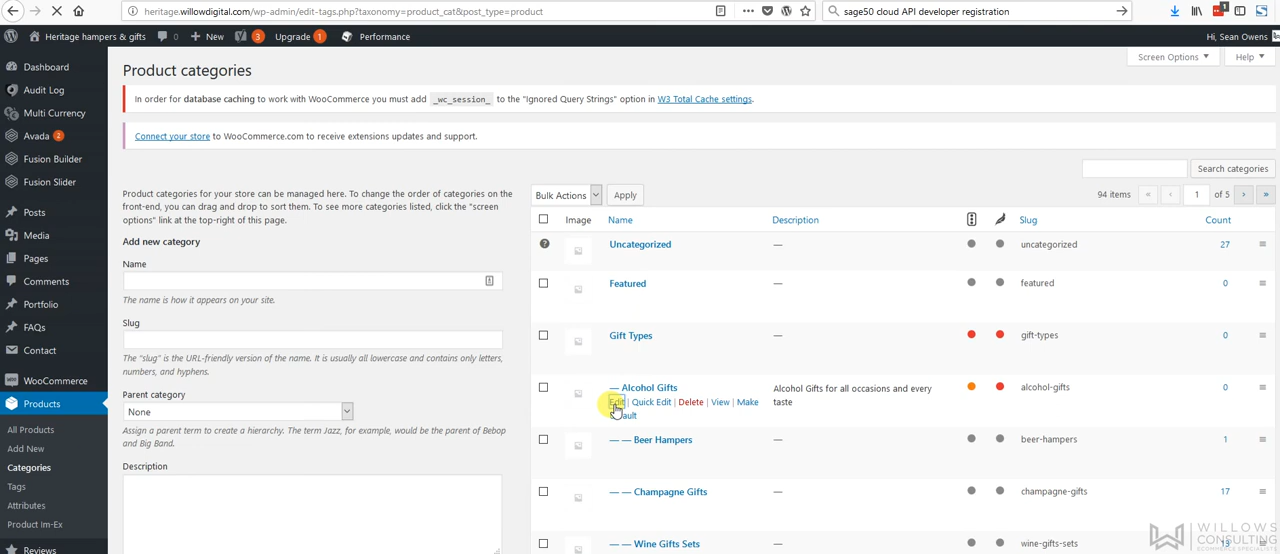 heritage.willowdigital.com/wp-admin/edit-tags.php?taxonomy=product_cat&post_type=product
sage50 cloud API developer registration
1
Heritage hampers & gifts
0
New
3
Upgrade 1
Performance
Hi, Sean Owens
Dashboard
Audit Log
Multi Currency
Avada 2
Fusion Builder
Fusion Slider
Posts
Media
Pages
Comments
Portfolio
FAQs
Contact
WooCommerce
Products
All Products
Add New
Categories
Tags
Attributes
Product Im-Ex
Reviews
Screen Options
Help
Product categories
In order for database caching to work with WooCommerce you must add _wc_session_ to the "Ignored Query Strings" option in W3 Total Cache settings.
Connect your store to WooCommerce.com to receive extensions updates and support.
Product categories for your store can be managed here. To change the order of categories on the
front-end, you can drag and drop to sort them. To see more categories listed, click the "screen
options" link at the top-right of this page.
Add new category
Name
The name is how it appears on your site.
Slug
The "slug" is the URL-friendly version of the name. It is usually all lowercase and contains only letters,
numbers, and hyphens.
Parent category
None
Assign a parent term to create a hierarchy. The term Jazz, for example, would be the parent of Bebop
and Big Band.
Description
Search categories
Bulk Actions
Apply
94 items « ‹ 1 of 5 › »
Image Name Description Slug Count
Uncategorized — uncategorized 27
Featured — featured 0
Gift Types — gift-types 0
— Alcohol Gifts Alcohol Gifts for all occasions and every alcohol-gifts 0
Edit | Quick Edit | Delete | View | Make taste
— — Beer Hampers — beer-hampers 1
— — Champagne Gifts — champagne-gifts 17
— — Wine Gifts Sets — wine-gifts-sets 13
WILLOWS
CONSULTING
ECOMMERCE SPECIALISTS